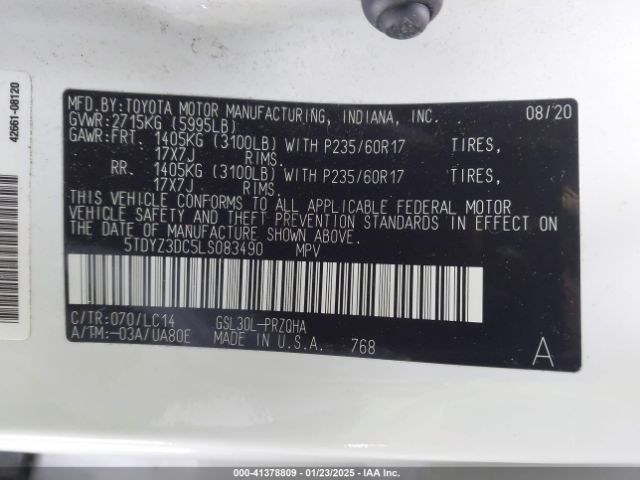 42661-08120
MFD.BY:TOYOTA MOTOR MANUFACTURING, INDIANA, INC. 08/20
GVWR:2715KG (5995LB)
GAWR:FRT. 1405KG (3100LB) WITH P235/60R17 TIRES,
17X7J RIMS.
RR. 1405KG (3100LB) WITH P235/60R17 TIRES,
17X7J RIMS.
THIS VEHICLE CONFORMS TO ALL APPLICABLE FEDERAL MOTOR
VEHICLE SAFETY AND THEFT PREVENTION STANDARDS IN EFFECT ON
THE DATE OF MANUFACTURE SHOWN ABOVE.
5TDYZ3DC5LS083490 MPV
C/TR:070/LC14 GSL30L-PRZQHA
A/TM:-03A/UA80E MADE IN U.S.A. 768 A
000-41378809 | 01/23/2025 | IAA